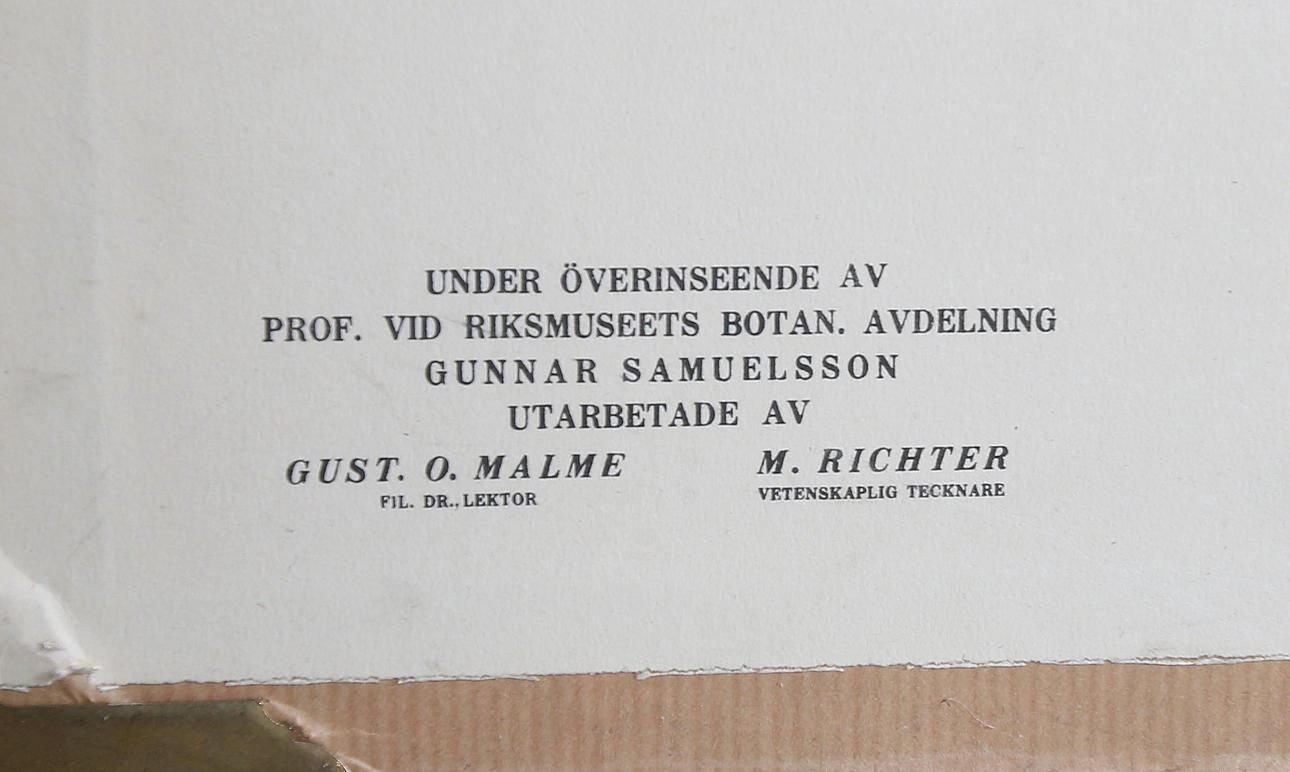 UNDER ÖVERINSEENDE AV
PROF. VID RIKSMUSEETS BOTAN. AVDELNING
GUNNAR SAMUELSSON
UTARBETADE AV
GUST. O. MALME M. RICHTER
FIL. DR., LEKTOR VETENSKAPLIG TECKNARE